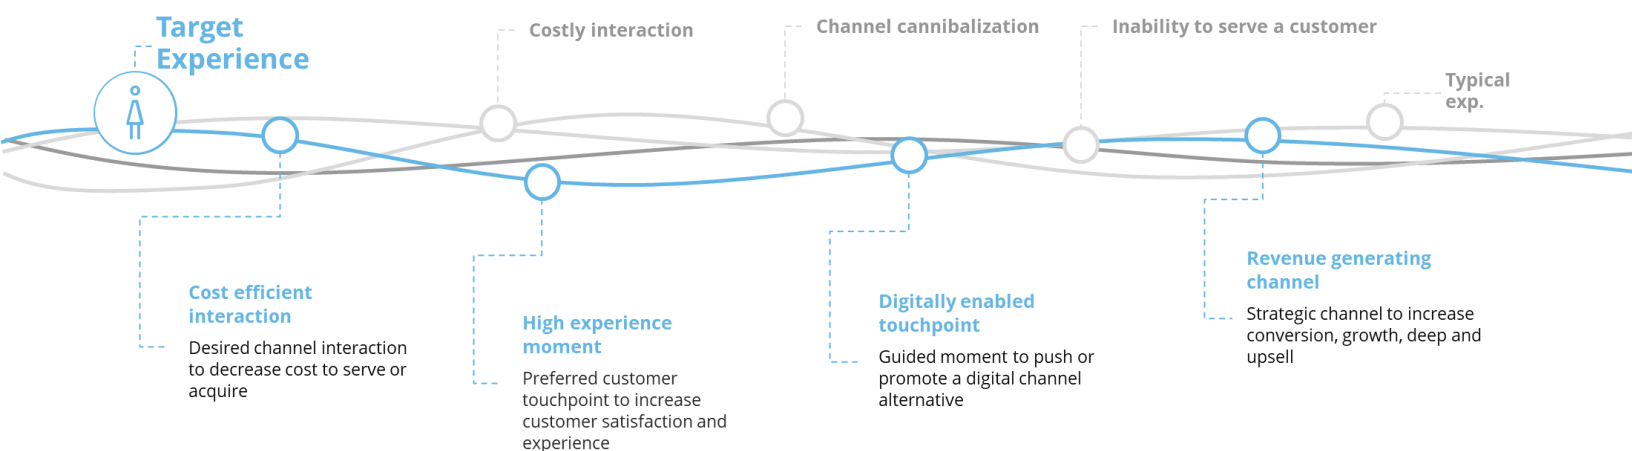 Target
Experience
Costly interaction
Channel cannibalization
Inability to serve a customer
Typical
exp.
Cost efficient
interaction
Desired channel interaction
to decrease cost to serve or
acquire
High experience
moment
Preferred customer
touchpoint to increase
customer satisfaction and
experience
Digitally enabled
touchpoint
Guided moment to push or
promote a digital channel
alternative
Revenue generating
channel
Strategic channel to increase
conversion, growth, deep and
upsell